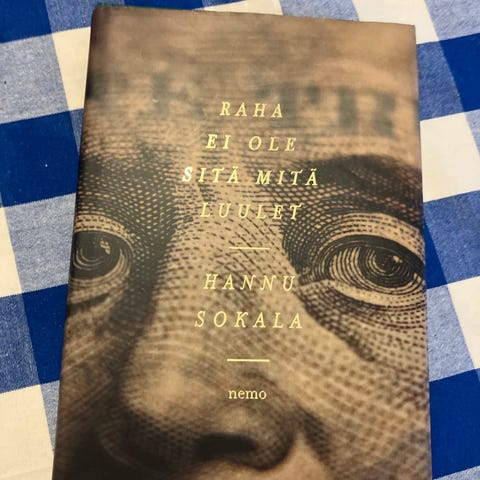 RAHA
EI OLE
SITÄ MITÄ
LUULET
HANNU
SOKALA
nemo